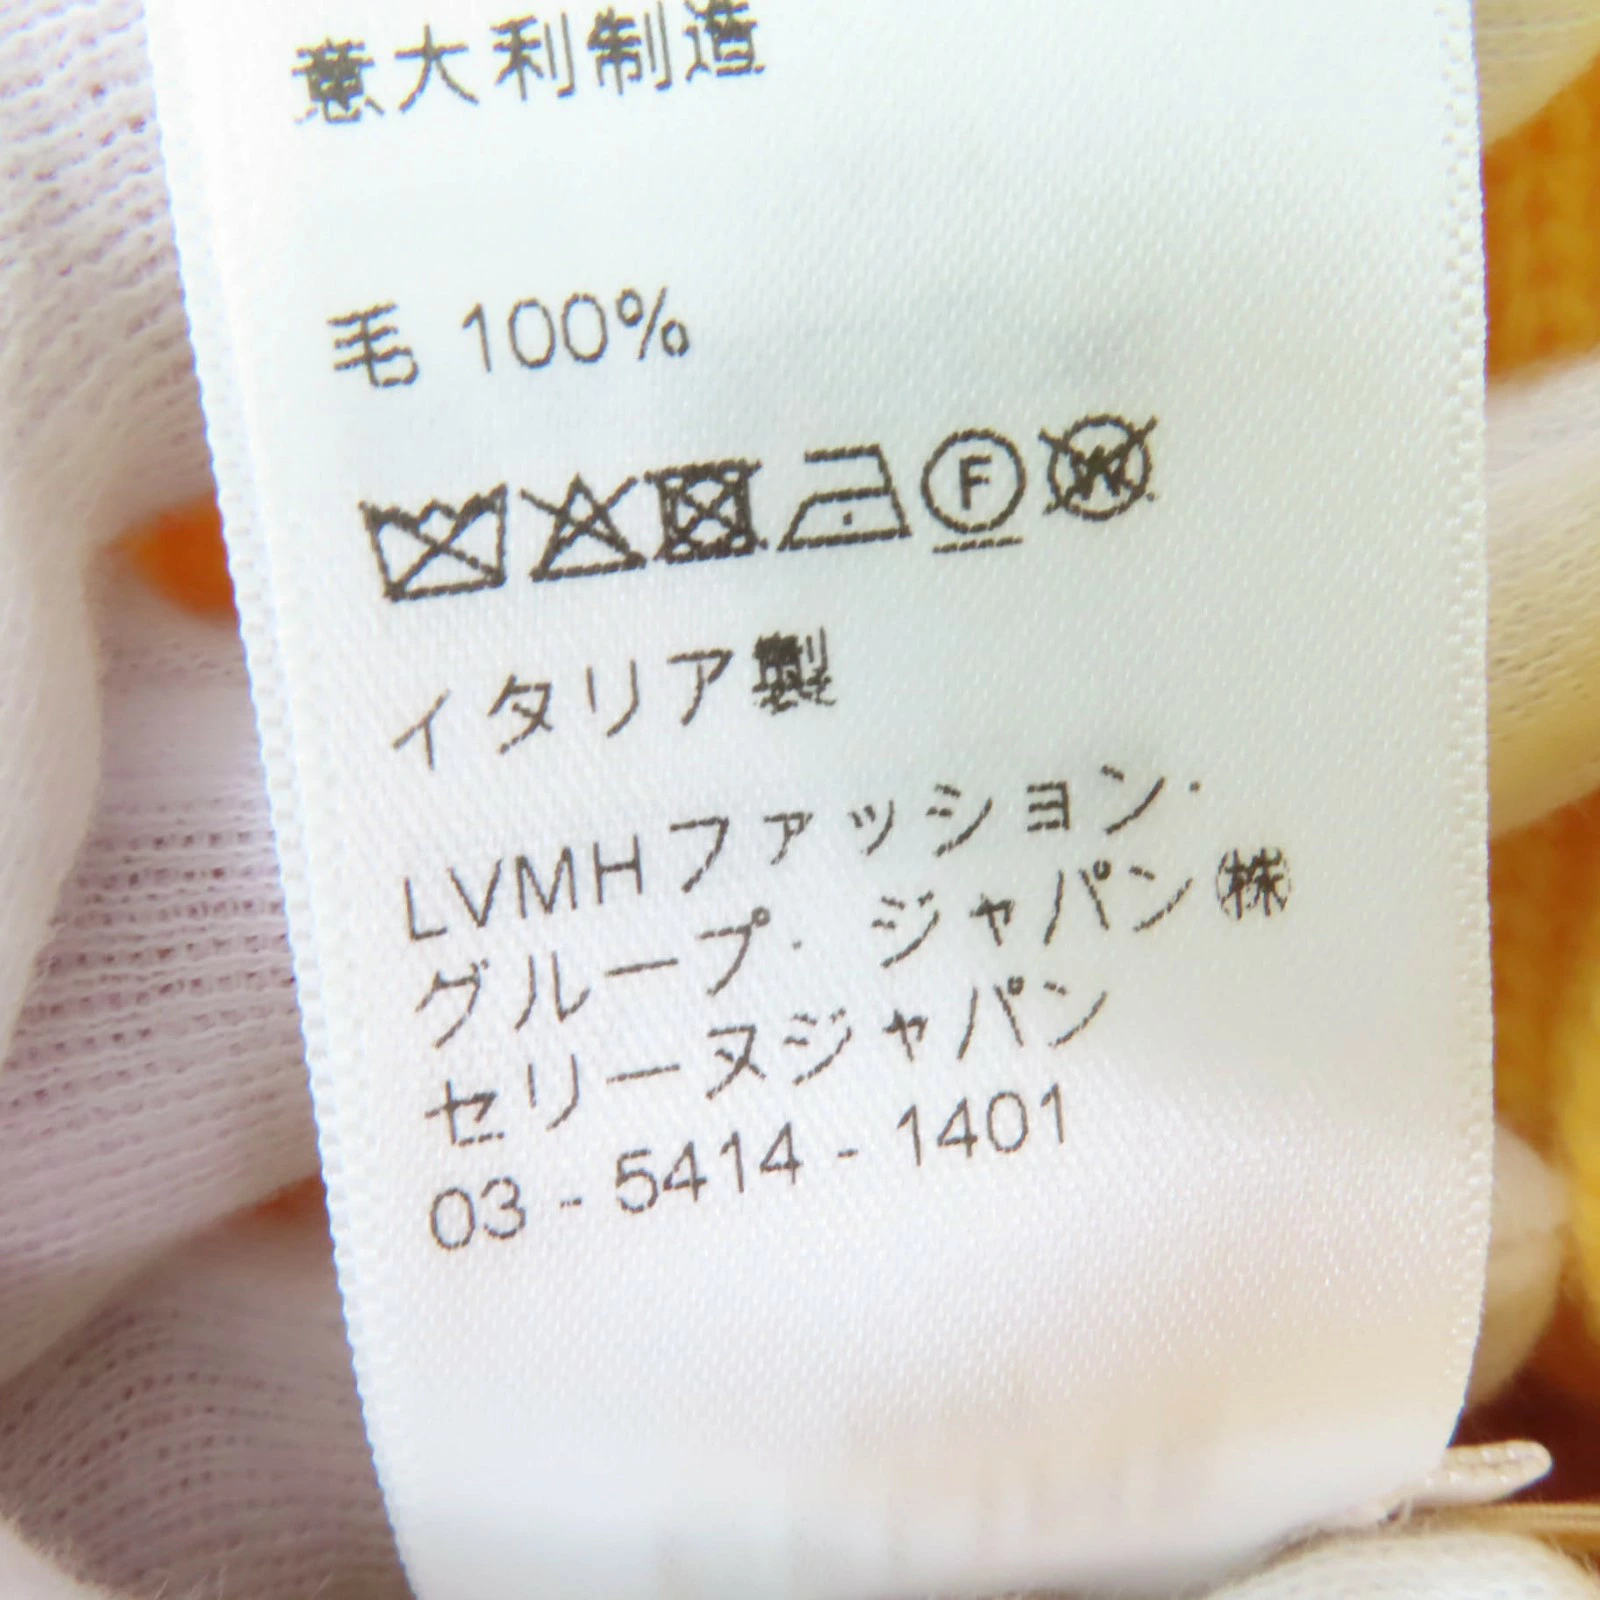 意大利制造
毛 100%
F W
イタリア製
LVMHファッション・
グループ・ジャパン㈱
セリーヌジャパン
03 - 5414 - 1401